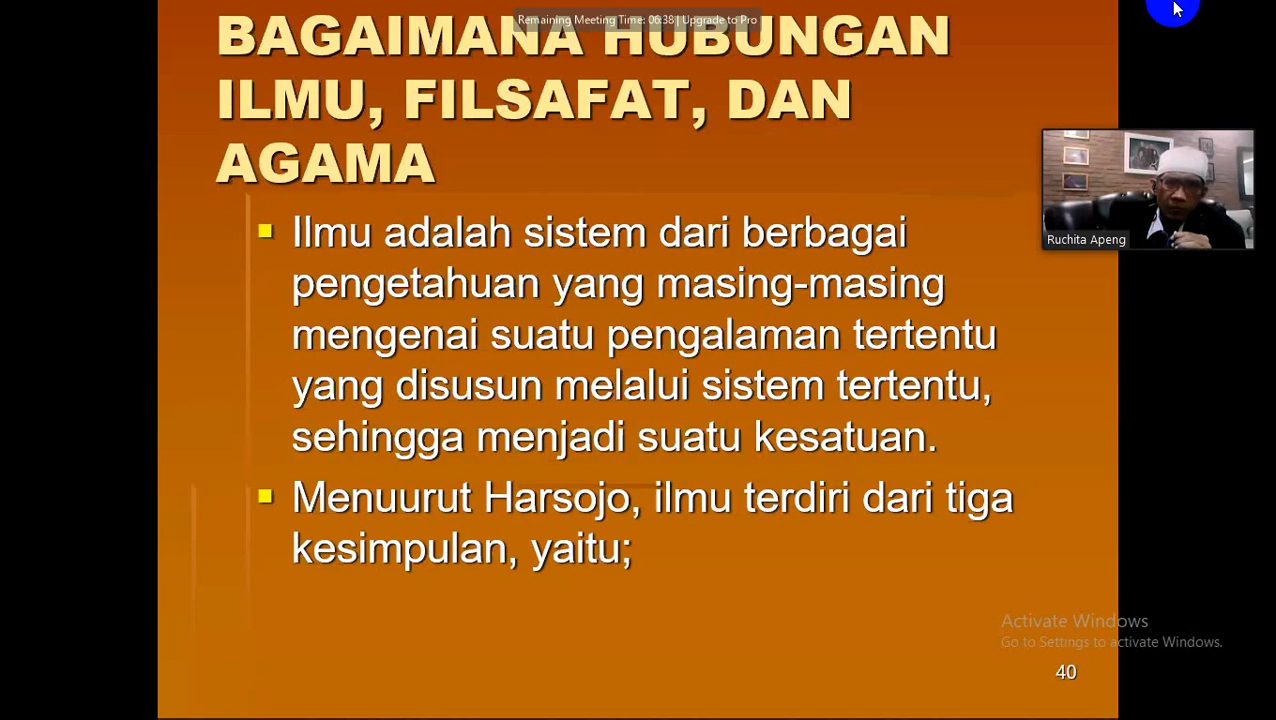 Remaining Meeting Time: 06:38 | Upgrade to Pro
BAGAIMANA HUBUNGAN
ILMU, FILSAFAT, DAN
AGAMA
Ilmu adalah sistem dari berbagai
pengetahuan yang masing-masing
mengenai suatu pengalaman tertentu
yang disusun melalui sistem tertentu,
sehingga menjadi suatu kesatuan.
Menuurut Harsojo, ilmu terdiri dari tiga
kesimpulan, yaitu;
Ruchita Apeng
Activate Windows
Go to Settings to activate Windows.
40